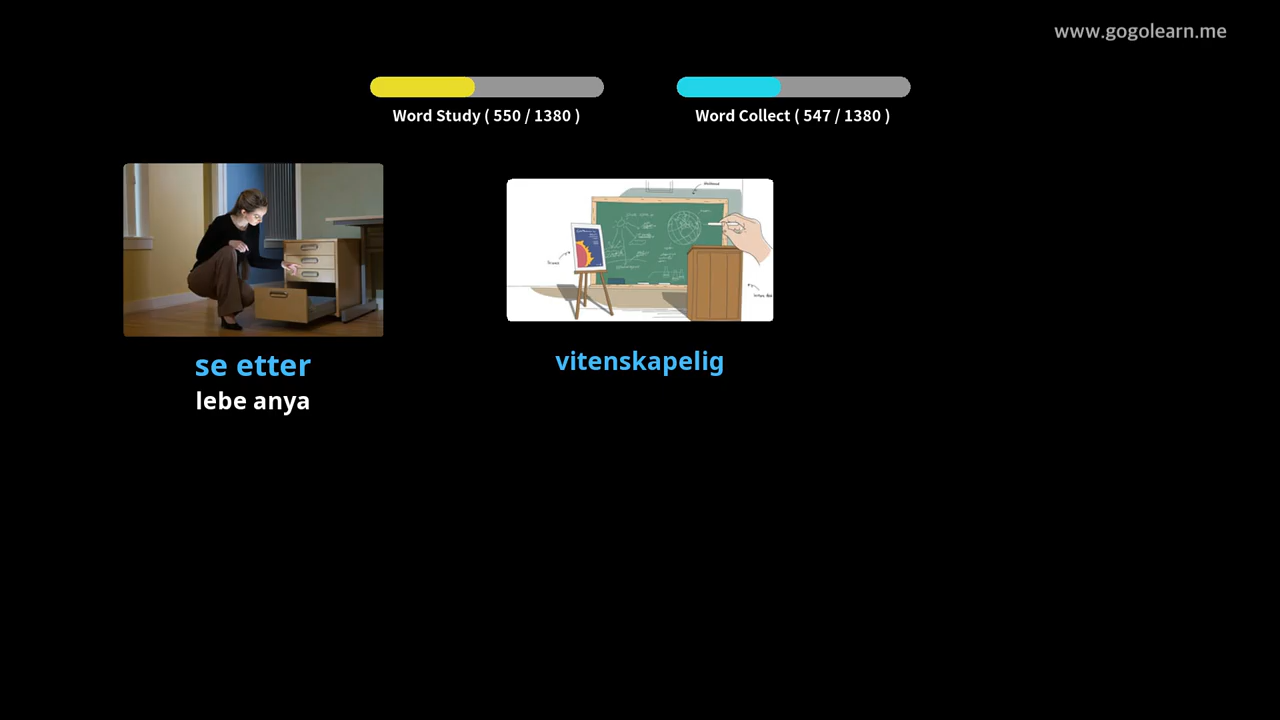 www.gogolearn.me
Word Study ( 550 / 1380 )
Word Collect ( 547 / 1380 )
se etter
lebe anya
vitenskapelig